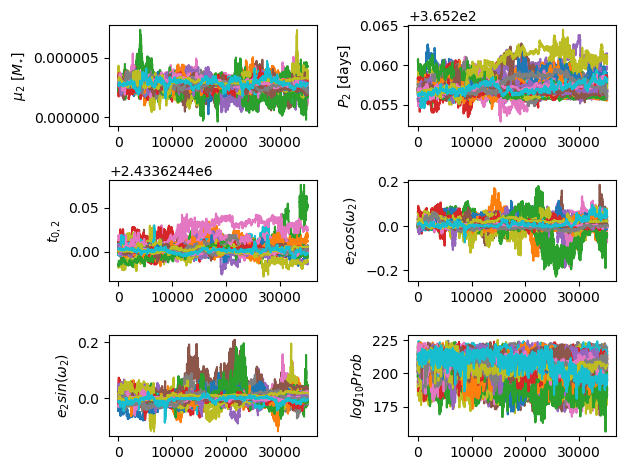 +3.652e2
μ₂ [M.]
0.000005
0.000000
0 10000 20000 30000
P₂ [days]
0.065
0.060
0.055
0 10000 20000 30000
+2.4336244e6
t₀,₂
0.05
0.00
0 10000 20000 30000
e₂cos(ω₂)
0.2
0.0
−0.2
0 10000 20000 30000
e₂sin(ω₂)
0.2
0.0
0 10000 20000 30000
log₁₀Prob
225
200
175
0 10000 20000 30000